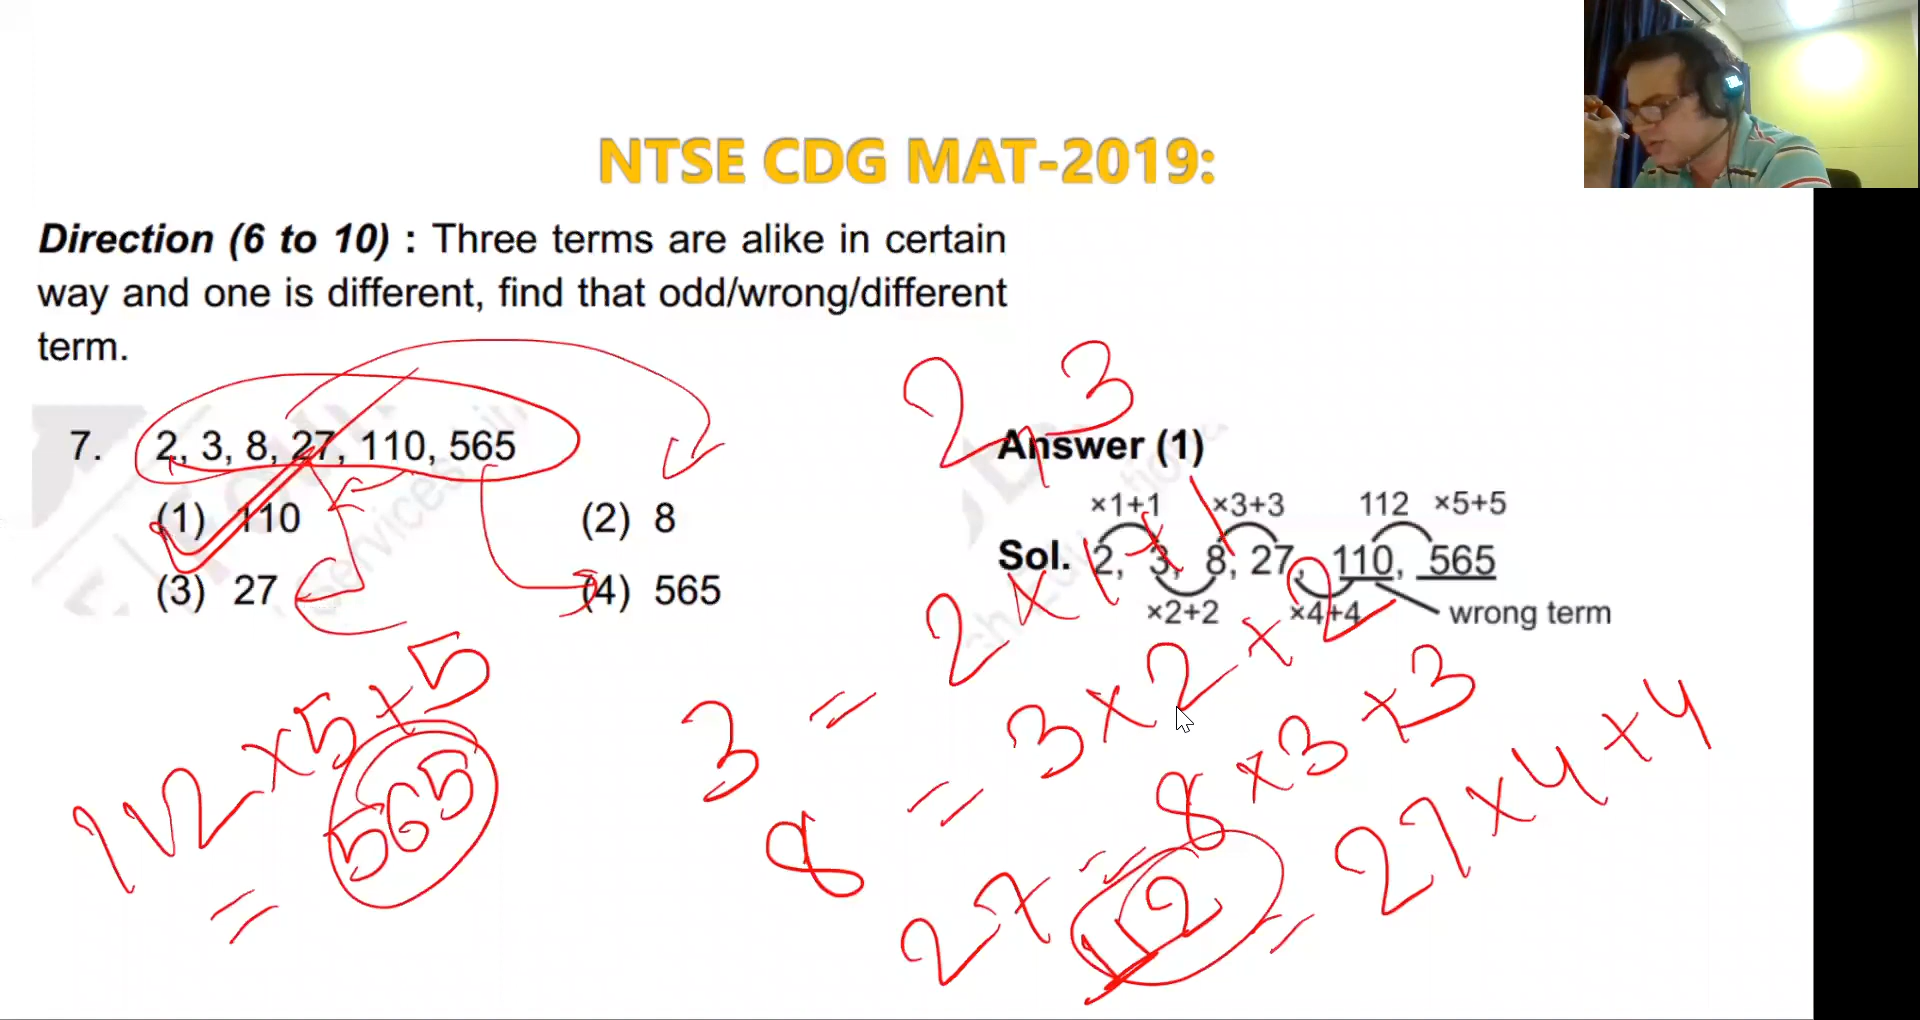 NTSE CDG MAT-2019:
Direction (6 to 10) : Three terms are alike in certain
way and one is different, find that odd/wrong/different
term.
7. 2, 3, 8, 27, 110, 565
(1) 110 (2) 8
(3) 27 (4) 565
2, 3
Answer (1)
×1+1 ×3+3 112 ×5+5
Sol. 2, 3, 8, 27, 110, 565
×2+2 ×4+4 wrong term
3 = 2×1+1
8 = 3×2+2
27 = 8×3+3
112 = 27×4+4
112×5+5
= 565